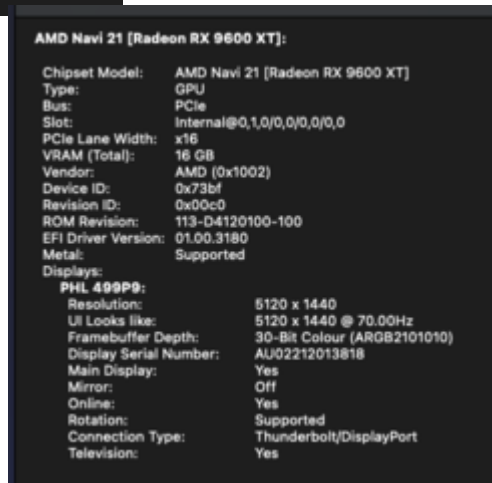 AMD Navi 21 [Radeon RX 9600 XT]:
Chipset Model: AMD Navi 21 [Radeon RX 9600 XT]
Type: GPU
Bus: PCIe
Slot: Internal@0,1,0/0,0/0,0/0,0
PCIe Lane Width: x16
VRAM (Total): 16 GB
Vendor: AMD (0x1002)
Device ID: 0x73bf
Revision ID: 0x00c0
ROM Revision: 113-D4120100-100
EFI Driver Version: 01.00.3180
Metal: Supported
Displays:
PHL 499P9:
Resolution: 5120 x 1440
UI Looks like: 5120 x 1440 @ 70.00Hz
Framebuffer Depth: 30-Bit Colour (ARGB2101010)
Display Serial Number: AU02212013818
Main Display: Yes
Mirror: Off
Online: Yes
Rotation: Supported
Connection Type: Thunderbolt/DisplayPort
Television: Yes